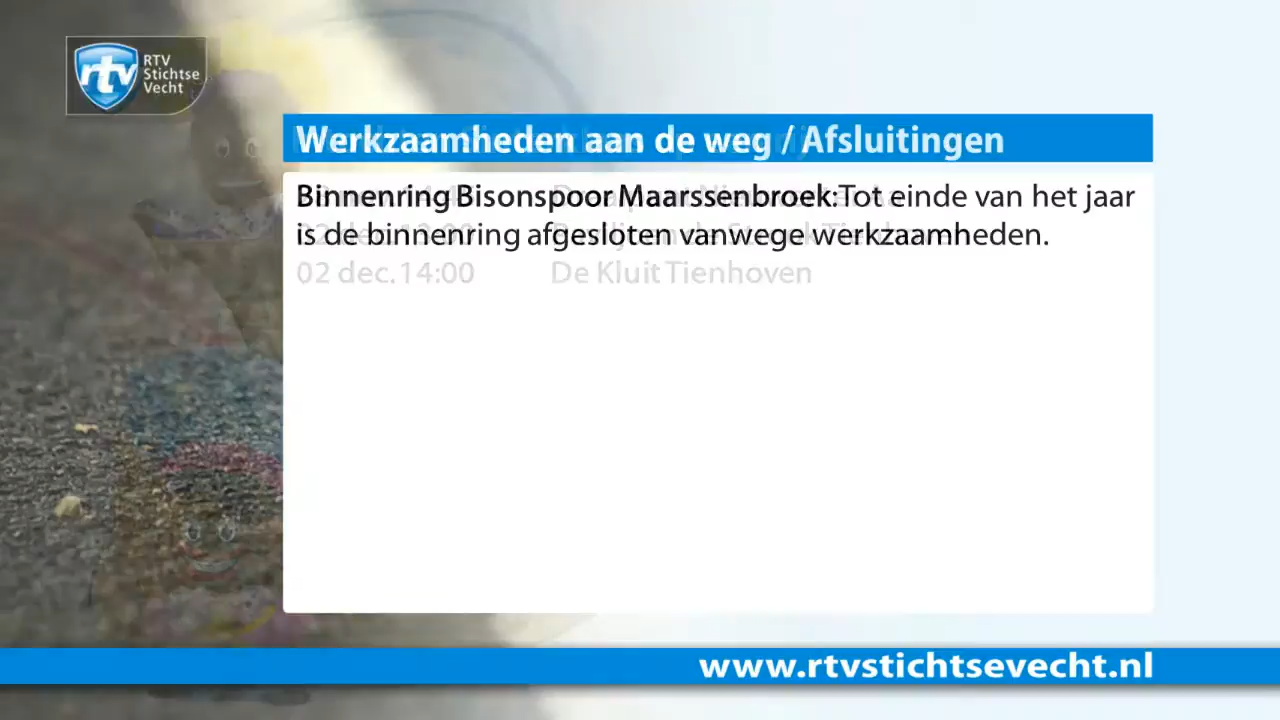 rtv
RTV
Stichtse
Vecht
Werkzaamheden aan de weg / Afsluitingen
Binnenring Bisonspoor Maarssenbroek: Tot einde van het jaar
is de binnenring afgesloten vanwege werkzaamheden.
02 dec. 14:00 De Kluit Tienhoven
www.rtvstichtsevecht.nl